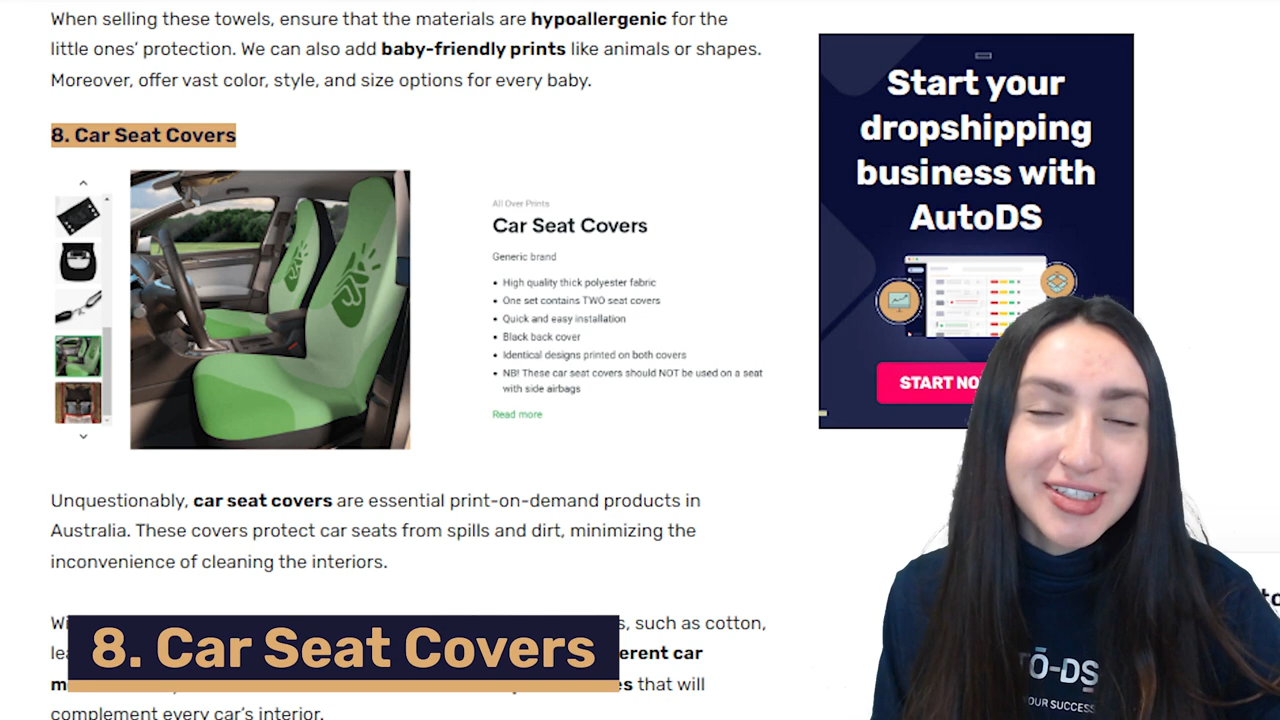 When selling these towels, ensure that the materials are hypoallergenic for the
little ones' protection. We can also add baby-friendly prints like animals or shapes.
Moreover, offer vast color, style, and size options for every baby.
8. Car Seat Covers
All Over Prints
Car Seat Covers
Generic brand
• High quality thick polyester fabric
• One set contains TWO seat covers
• Quick and easy installation
• Black back cover
• Identical designs printed on both covers
• NB! These car seat covers should NOT be used on a seat
with side airbags
Read more
Start your
dropshipping
business with
AutoDS
START
Unquestionably, car seat covers are essential print-on-demand products in
Australia. These covers protect car seats from spills and dirt, minimizing the
inconvenience of cleaning the interiors.
such as cotton,
car
that will
complement every car's interior.
8. Car Seat Covers
TO-DS
YOUR SUCCESS